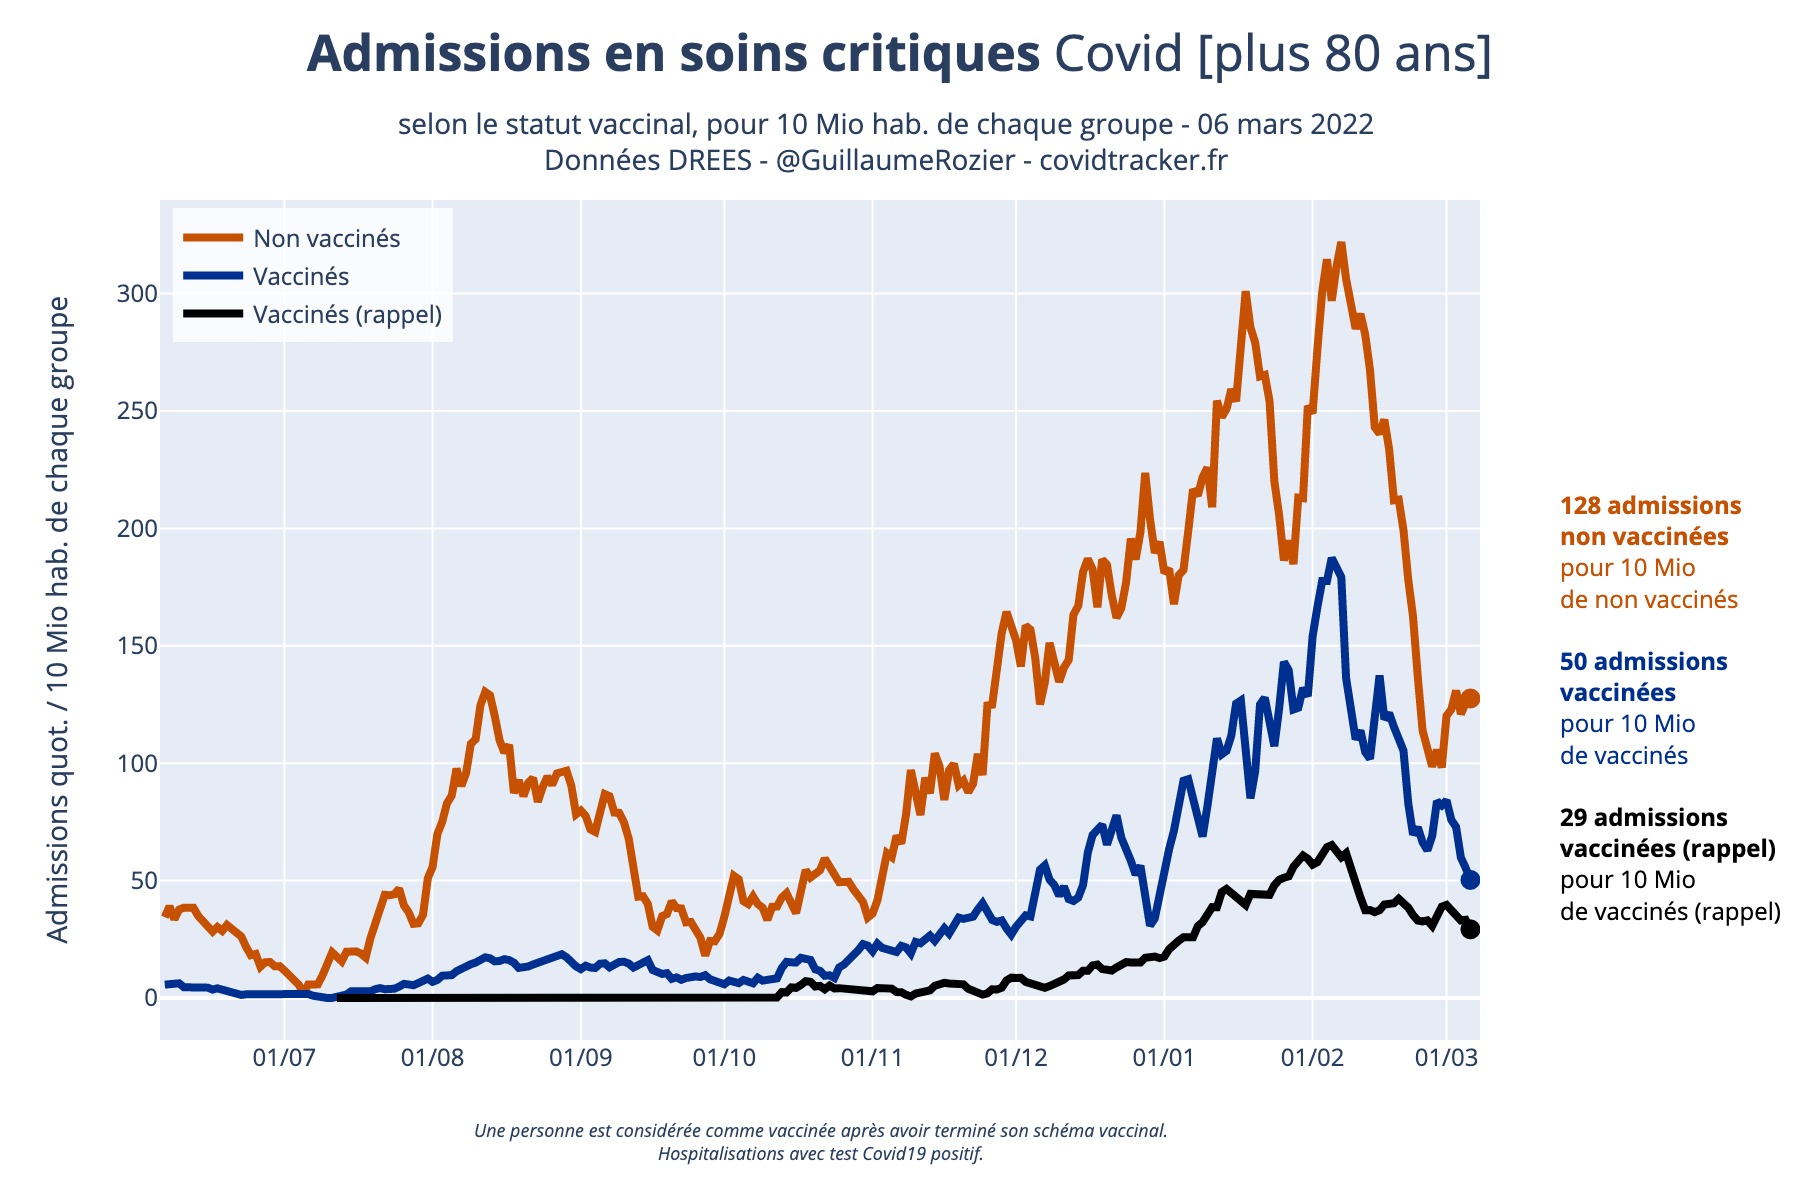 Admissions en soins critiques Covid [plus 80 ans]
selon le statut vaccinal, pour 10 Mio hab. de chaque groupe - 06 mars 2022
Données DREES - @GuillaumeRozier - covidtracker.fr
Non vaccinés
Vaccinés
Vaccinés (rappel)
Admissions quot. / 10 Mio hab. de chaque groupe
300
250
200
150
100
50
0
01/07
01/08
01/09
01/10
01/11
01/12
01/01
01/02
01/03
128 admissions
non vaccinées
pour 10 Mio
de non vaccinés
50 admissions
vaccinées
pour 10 Mio
de vaccinés
29 admissions
vaccinées (rappel)
pour 10 Mio
de vaccinés (rappel)
Une personne est considérée comme vaccinée après avoir terminé son schéma vaccinal.
Hospitalisations avec test Covid19 positif.